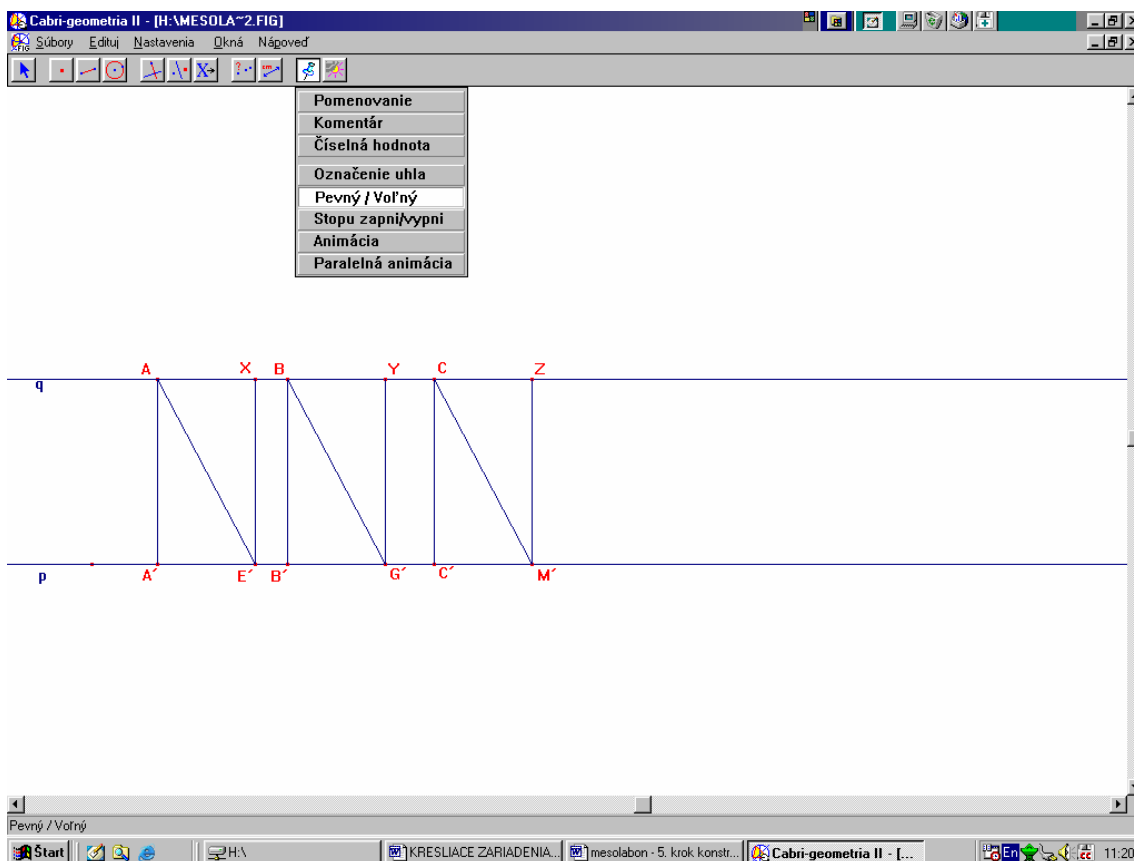 Cabri-geometria II - [H:\MESOLA~2.FIG]
Súbory Edituj Nastavenia Okná Nápoveď
Pomenovanie
Komentár
Číselná hodnota
Označenie uhla
Pevný / Voľný
Stopu zapni/vypni
Animácia
Paralelná animácia
A X B Y C Z
q
p A´ E´ B´ G´ C´ M´
Pevný / Voľný
Štart H:\ KRESLIACE ZARIADENIA... mesolabon - 5. krok konstr... Cabri-geometria II - [... En 11:20